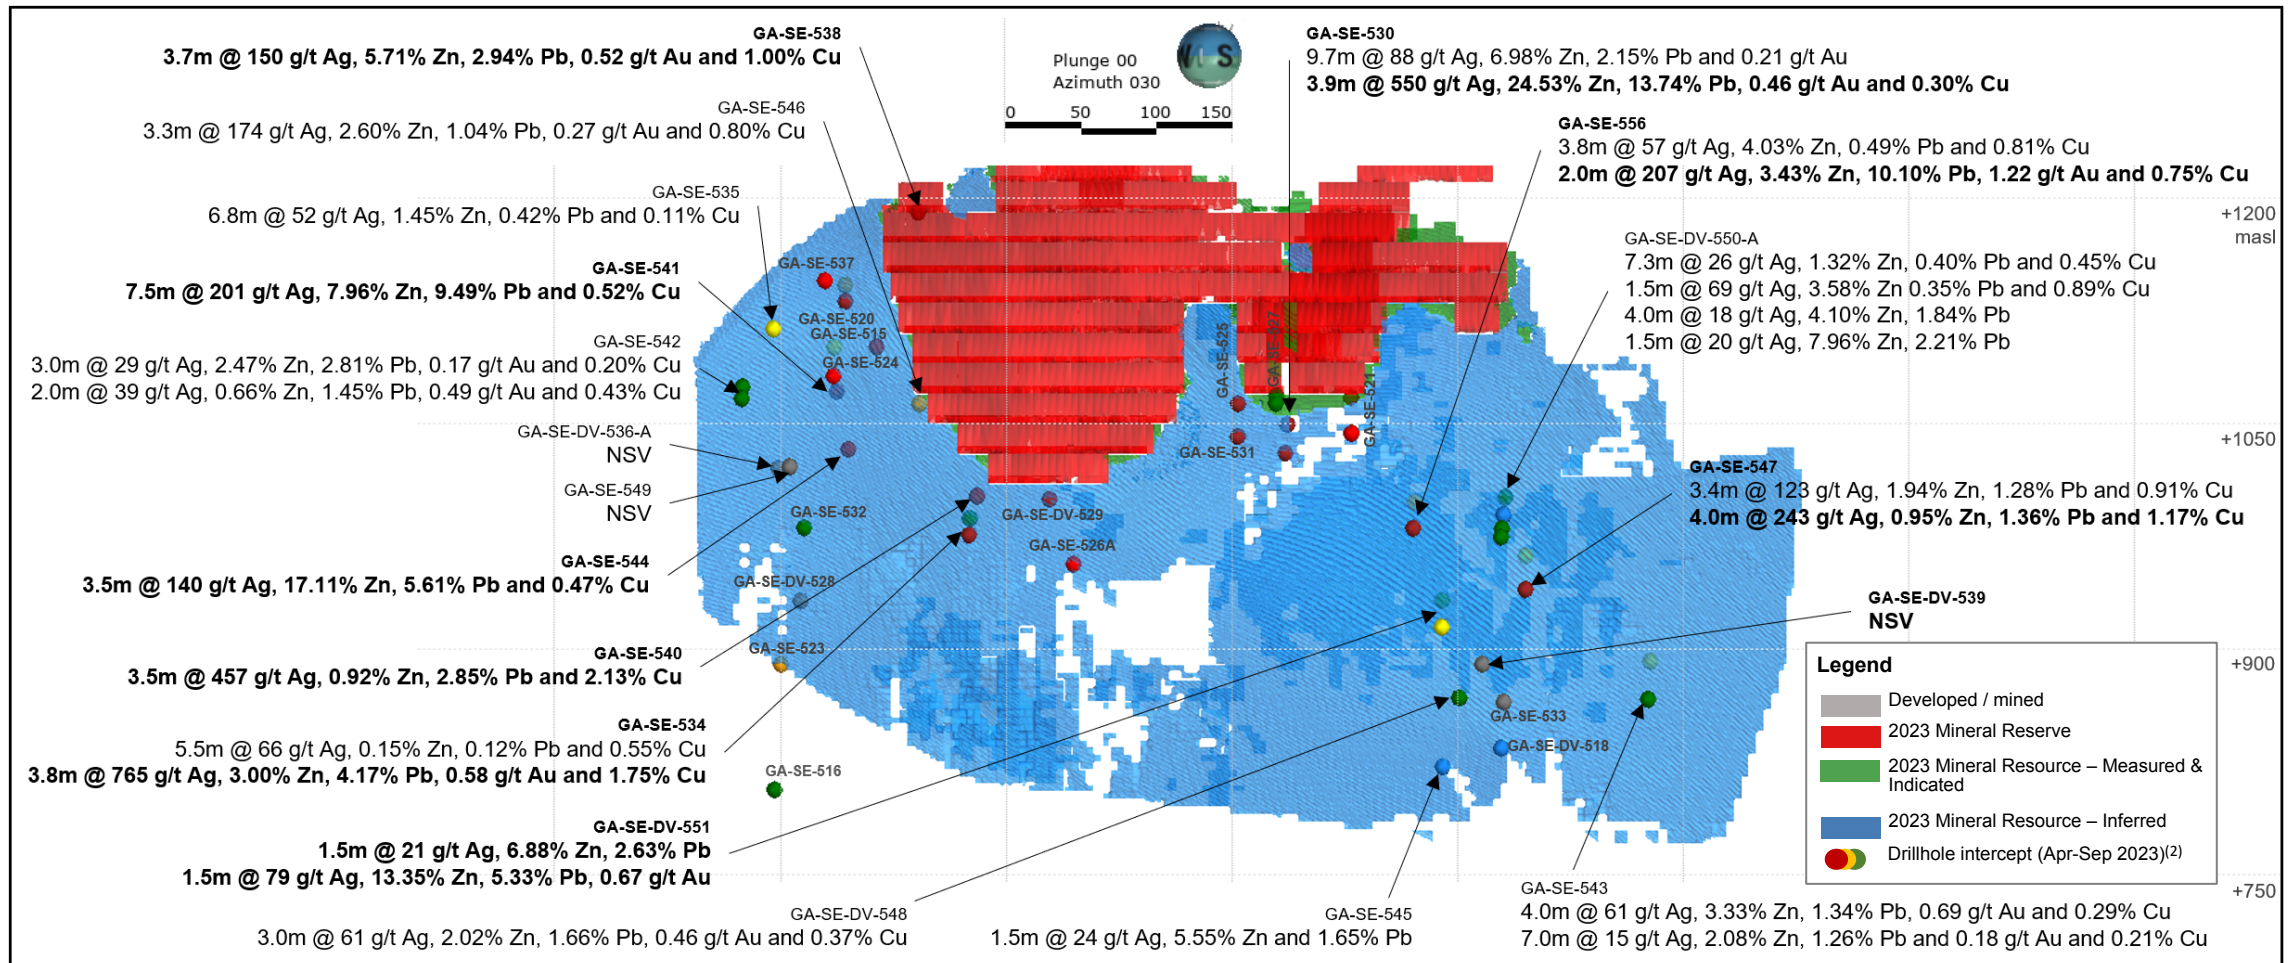 GA-SE-538
3.7m @ 150 g/t Ag, 5.71% Zn, 2.94% Pb, 0.52 g/t Au and 1.00% Cu
GA-SE-546
3.3m @ 174 g/t Ag, 2.60% Zn, 1.04% Pb, 0.27 g/t Au and 0.80% Cu
GA-SE-535
6.8m @ 52 g/t Ag, 1.45% Zn, 0.42% Pb and 0.11% Cu
GA-SE-541
7.5m @ 201 g/t Ag, 7.96% Zn, 9.49% Pb and 0.52% Cu
GA-SE-542
3.0m @ 29 g/t Ag, 2.47% Zn, 2.81% Pb, 0.17 g/t Au and 0.20% Cu
2.0m @ 39 g/t Ag, 0.66% Zn, 1.45% Pb, 0.49 g/t Au and 0.43% Cu
GA-SE-DV-536-A
NSV
GA-SE-549
NSV
GA-SE-544
3.5m @ 140 g/t Ag, 17.11% Zn, 5.61% Pb and 0.47% Cu
GA-SE-540
3.5m @ 457 g/t Ag, 0.92% Zn, 2.85% Pb and 2.13% Cu
GA-SE-534
5.5m @ 66 g/t Ag, 0.15% Zn, 0.12% Pb and 0.55% Cu
3.8m @ 765 g/t Ag, 3.00% Zn, 4.17% Pb, 0.58 g/t Au and 1.75% Cu
GA-SE-DV-551
1.5m @ 21 g/t Ag, 6.88% Zn, 2.63% Pb
1.5m @ 79 g/t Ag, 13.35% Zn, 5.33% Pb, 0.67 g/t Au
GA-SE-DV-548
3.0m @ 61 g/t Ag, 2.02% Zn, 1.66% Pb, 0.46 g/t Au and 0.37% Cu
Plunge 00
Azimuth 030
S
0 50 100 150
GA-SE-537
GA-SE-520
GA-SE-515
GA-SE-524
GA-SE-532
GA-SE-DV-528
GA-SE-523
GA-SE-516
GA-SE-DV-529
GA-SE-526A
GA-SE-525
GA-SE-527
GA-SE-521
GA-SE-531
GA-SE-533
GA-SE-DV-518
GA-SE-530
9.7m @ 88 g/t Ag, 6.98% Zn, 2.15% Pb and 0.21 g/t Au
3.9m @ 550 g/t Ag, 24.53% Zn, 13.74% Pb, 0.46 g/t Au and 0.30% Cu
GA-SE-556
3.8m @ 57 g/t Ag, 4.03% Zn, 0.49% Pb and 0.81% Cu
2.0m @ 207 g/t Ag, 3.43% Zn, 10.10% Pb, 1.22 g/t Au and 0.75% Cu
+1200
masl
GA-SE-DV-550-A
7.3m @ 26 g/t Ag, 1.32% Zn, 0.40% Pb and 0.45% Cu
1.5m @ 69 g/t Ag, 3.58% Zn 0.35% Pb and 0.89% Cu
4.0m @ 18 g/t Ag, 4.10% Zn, 1.84% Pb
1.5m @ 20 g/t Ag, 7.96% Zn, 2.21% Pb
+1050
GA-SE-547
3.4m @ 123 g/t Ag, 1.94% Zn, 1.28% Pb and 0.91% Cu
4.0m @ 243 g/t Ag, 0.95% Zn, 1.36% Pb and 1.17% Cu
GA-SE-DV-539
NSV
+900
Legend
Developed / mined
2023 Mineral Reserve
2023 Mineral Resource – Measured &
Indicated
2023 Mineral Resource – Inferred
Drillhole intercept (Apr-Sep 2023)(2)
+750
GA-SE-545
1.5m @ 24 g/t Ag, 5.55% Zn and 1.65% Pb
GA-SE-543
4.0m @ 61 g/t Ag, 3.33% Zn, 1.34% Pb, 0.69 g/t Au and 0.29% Cu
7.0m @ 15 g/t Ag, 2.08% Zn, 1.26% Pb and 0.18 g/t Au and 0.21% Cu